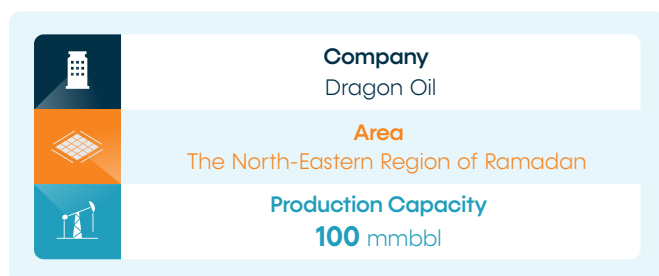 Company
Dragon Oil
Area
The North-Eastern Region of Ramadan
Production Capacity
100 mmbbl